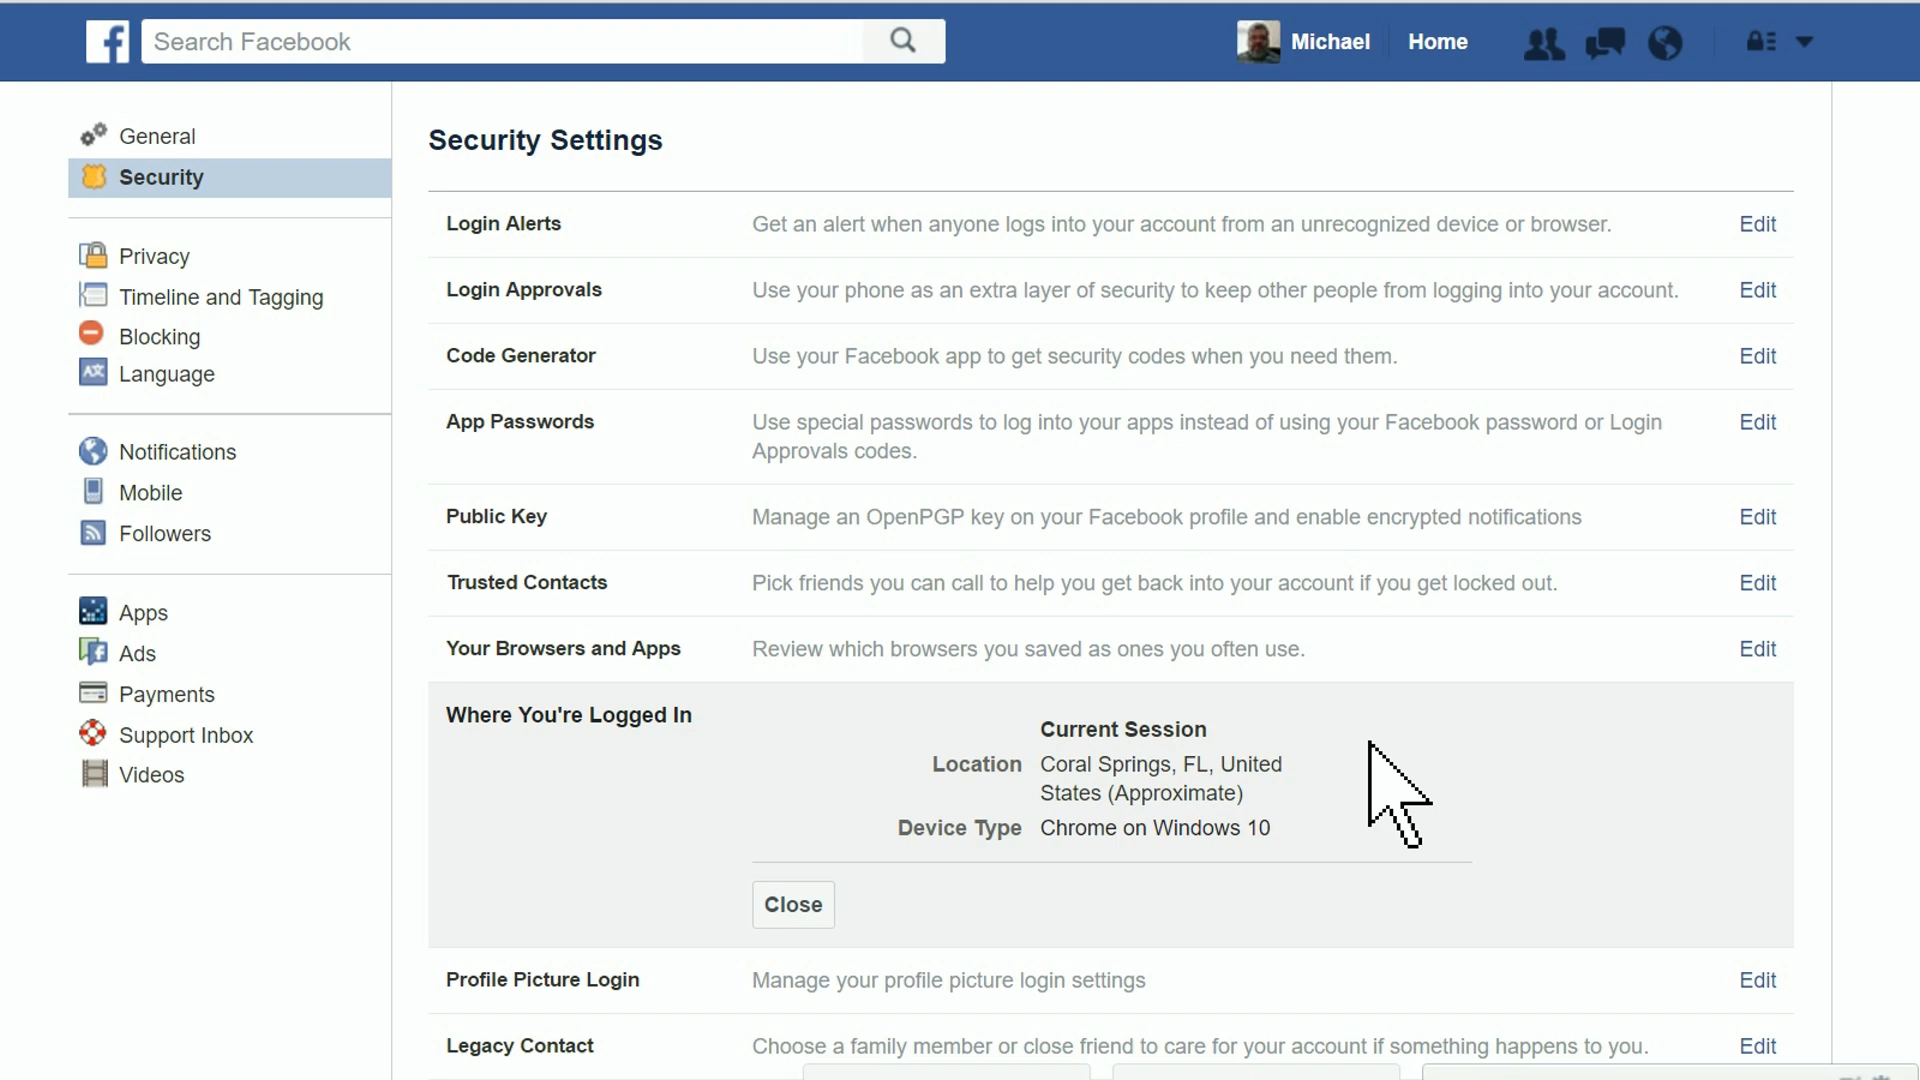 Search Facebook
Michael
Home
General
Security
Privacy
Timeline and Tagging
Blocking
Language
Notifications
Mobile
Followers
Apps
Ads
Payments
Support Inbox
Videos
Security Settings
Login Alerts
Get an alert when anyone logs into your account from an unrecognized device or browser.
Edit
Login Approvals
Use your phone as an extra layer of security to keep other people from logging into your account.
Edit
Code Generator
Use your Facebook app to get security codes when you need them.
Edit
App Passwords
Use special passwords to log into your apps instead of using your Facebook password or Login
Approvals codes.
Edit
Public Key
Manage an OpenPGP key on your Facebook profile and enable encrypted notifications
Edit
Trusted Contacts
Pick friends you can call to help you get back into your account if you get locked out.
Edit
Your Browsers and Apps
Review which browsers you saved as ones you often use.
Edit
Where You're Logged In
Current Session
Location
Coral Springs, FL, United
States (Approximate)
Device Type
Chrome on Windows 10
Close
Profile Picture Login
Manage your profile picture login settings
Edit
Legacy Contact
Choose a family member or close friend to care for your account if something happens to you.
Edit